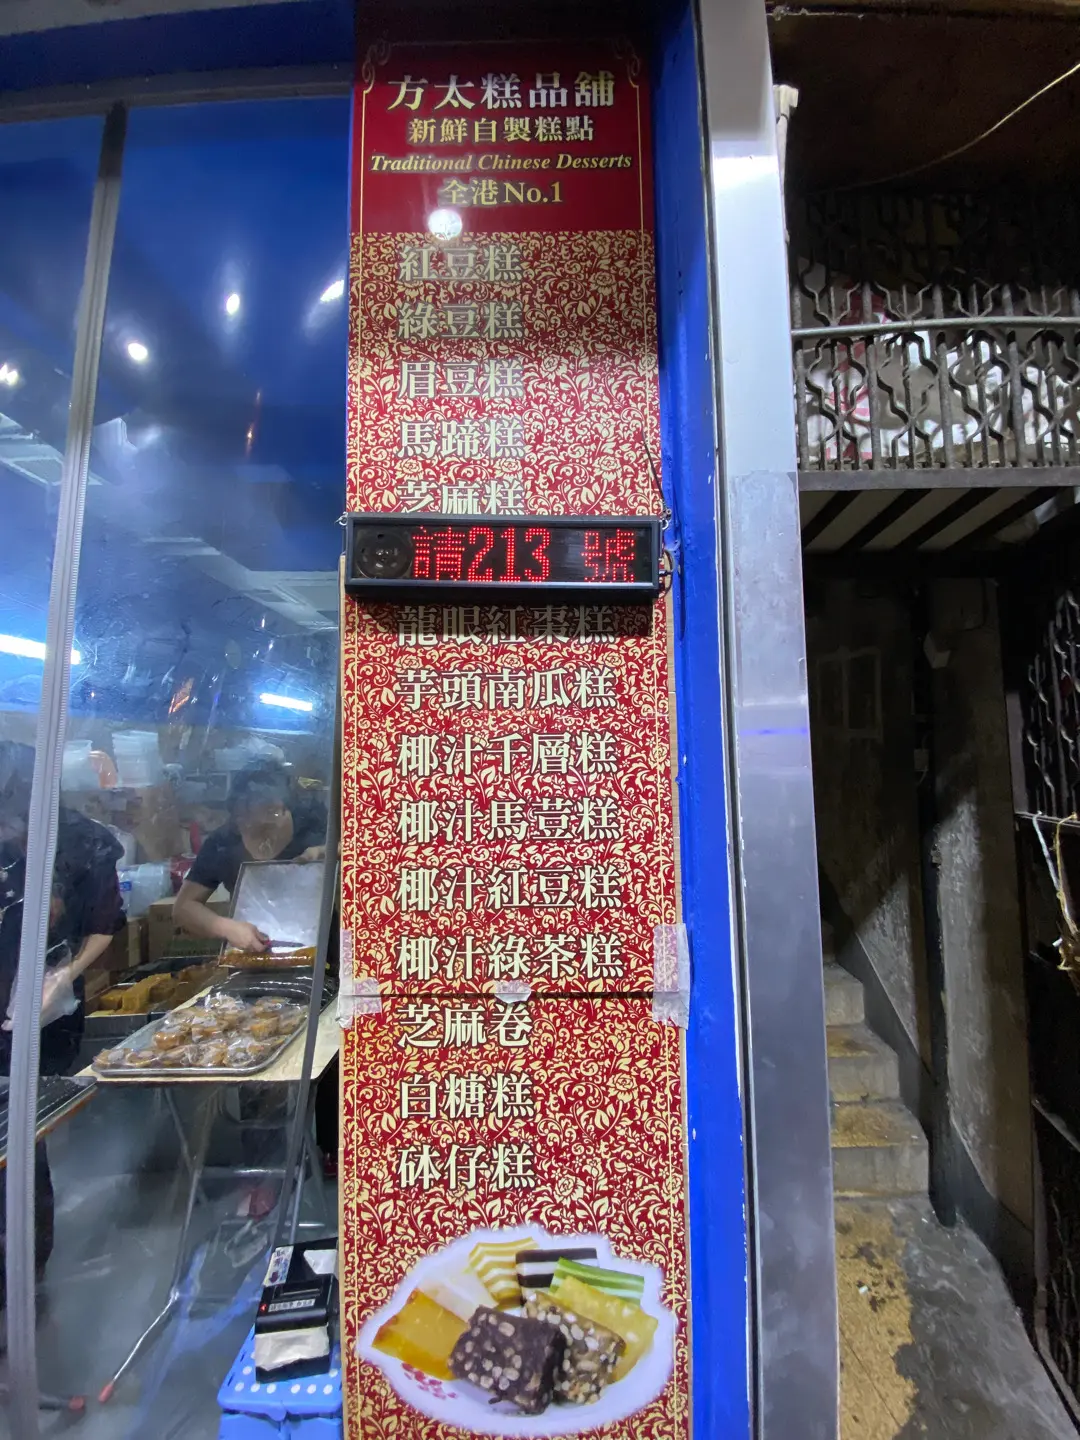 方太糕品舖
新鮮自製糕點
Traditional Chinese Desserts
全港No.1
紅豆糕
綠豆糕
眉豆糕
馬蹄糕
芝麻糕
請213 號
龍眼紅棗糕
芋頭南瓜糕
椰汁千層糕
椰汁馬荳糕
椰汁紅豆糕
椰汁綠茶糕
芝麻卷
白糖糕
砵仔糕